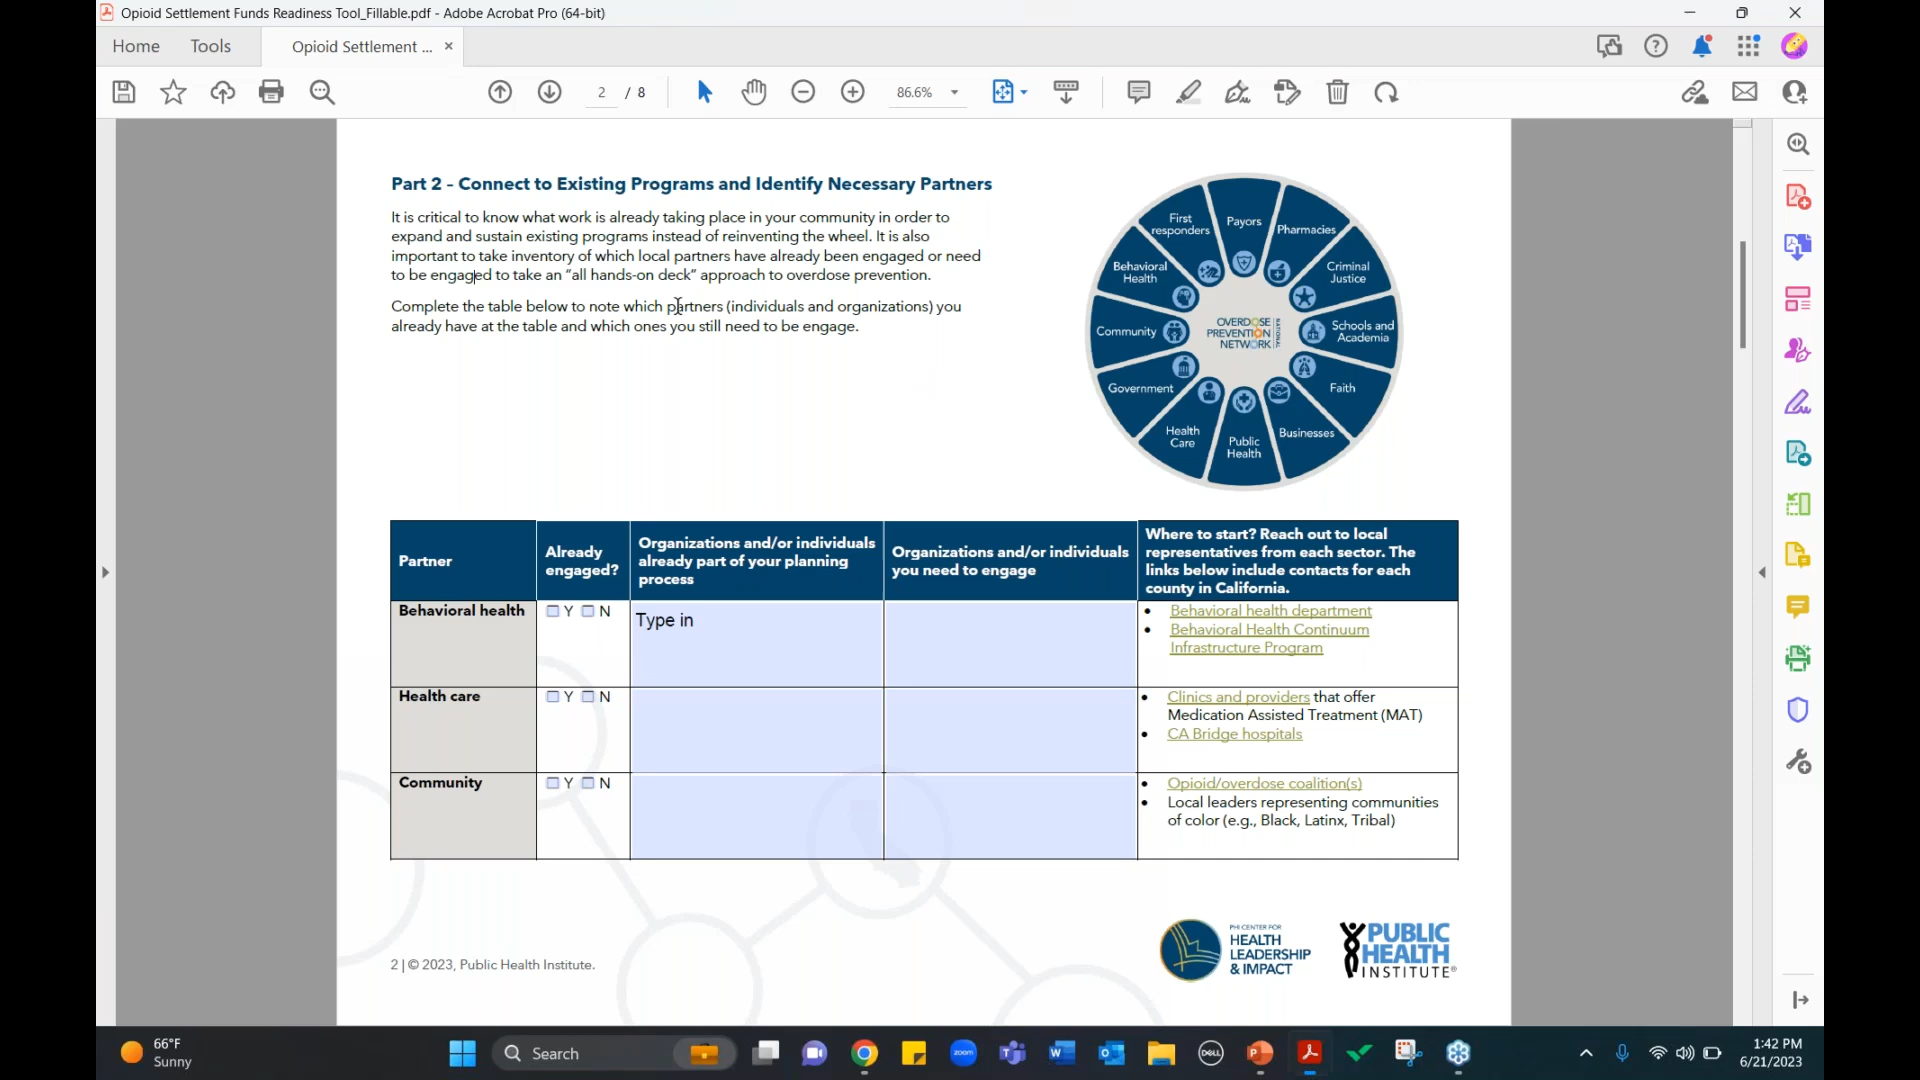 Opioid Settlement Funds Readiness Tool_Fillable.pdf - Adobe Acrobat Pro (64-bit)
Home Tools Opioid Settlement ... ×
2 / 8 86.6%
Part 2 - Connect to Existing Programs and Identify Necessary Partners
It is critical to know what work is already taking place in your community in order to
expand and sustain existing programs instead of reinventing the wheel. It is also
important to take inventory of which local partners have already been engaged or need
to be engaged to take an “all hands-on deck” approach to overdose prevention.
Complete the table below to note which partners (individuals and organizations) you
already have at the table and which ones you still need to be engage.
First
responders
Payors
Pharmacies
Criminal
Justice
Schools and
Academia
Faith
Businesses
Public
Health
Health
Care
Government
Community
Behavioral
Health
OVERDOSE
PREVENTION
NETWORK
NATIONAL
Partner
Already
engaged?
Organizations and/or individuals
already part of your planning
process
Organizations and/or individuals
you need to engage
Where to start? Reach out to local
representatives from each sector. The
links below include contacts for each
county in California.
Behavioral health
Y N
Type in
• Behavioral health department
• Behavioral Health Continuum
Infrastructure Program
Health care
Y N
• Clinics and providers that offer
Medication Assisted Treatment (MAT)
• CA Bridge hospitals
Community
Y N
• Opioid/overdose coalition(s)
• Local leaders representing communities
of color (e.g., Black, Latinx, Tribal)
2 | © 2023, Public Health Institute.
PHI CENTER FOR
HEALTH
LEADERSHIP
& IMPACT
PUBLIC
HEALTH
INSTITUTE®
66°F
Sunny
Search
zoom
DELL
1:42 PM
6/21/2023